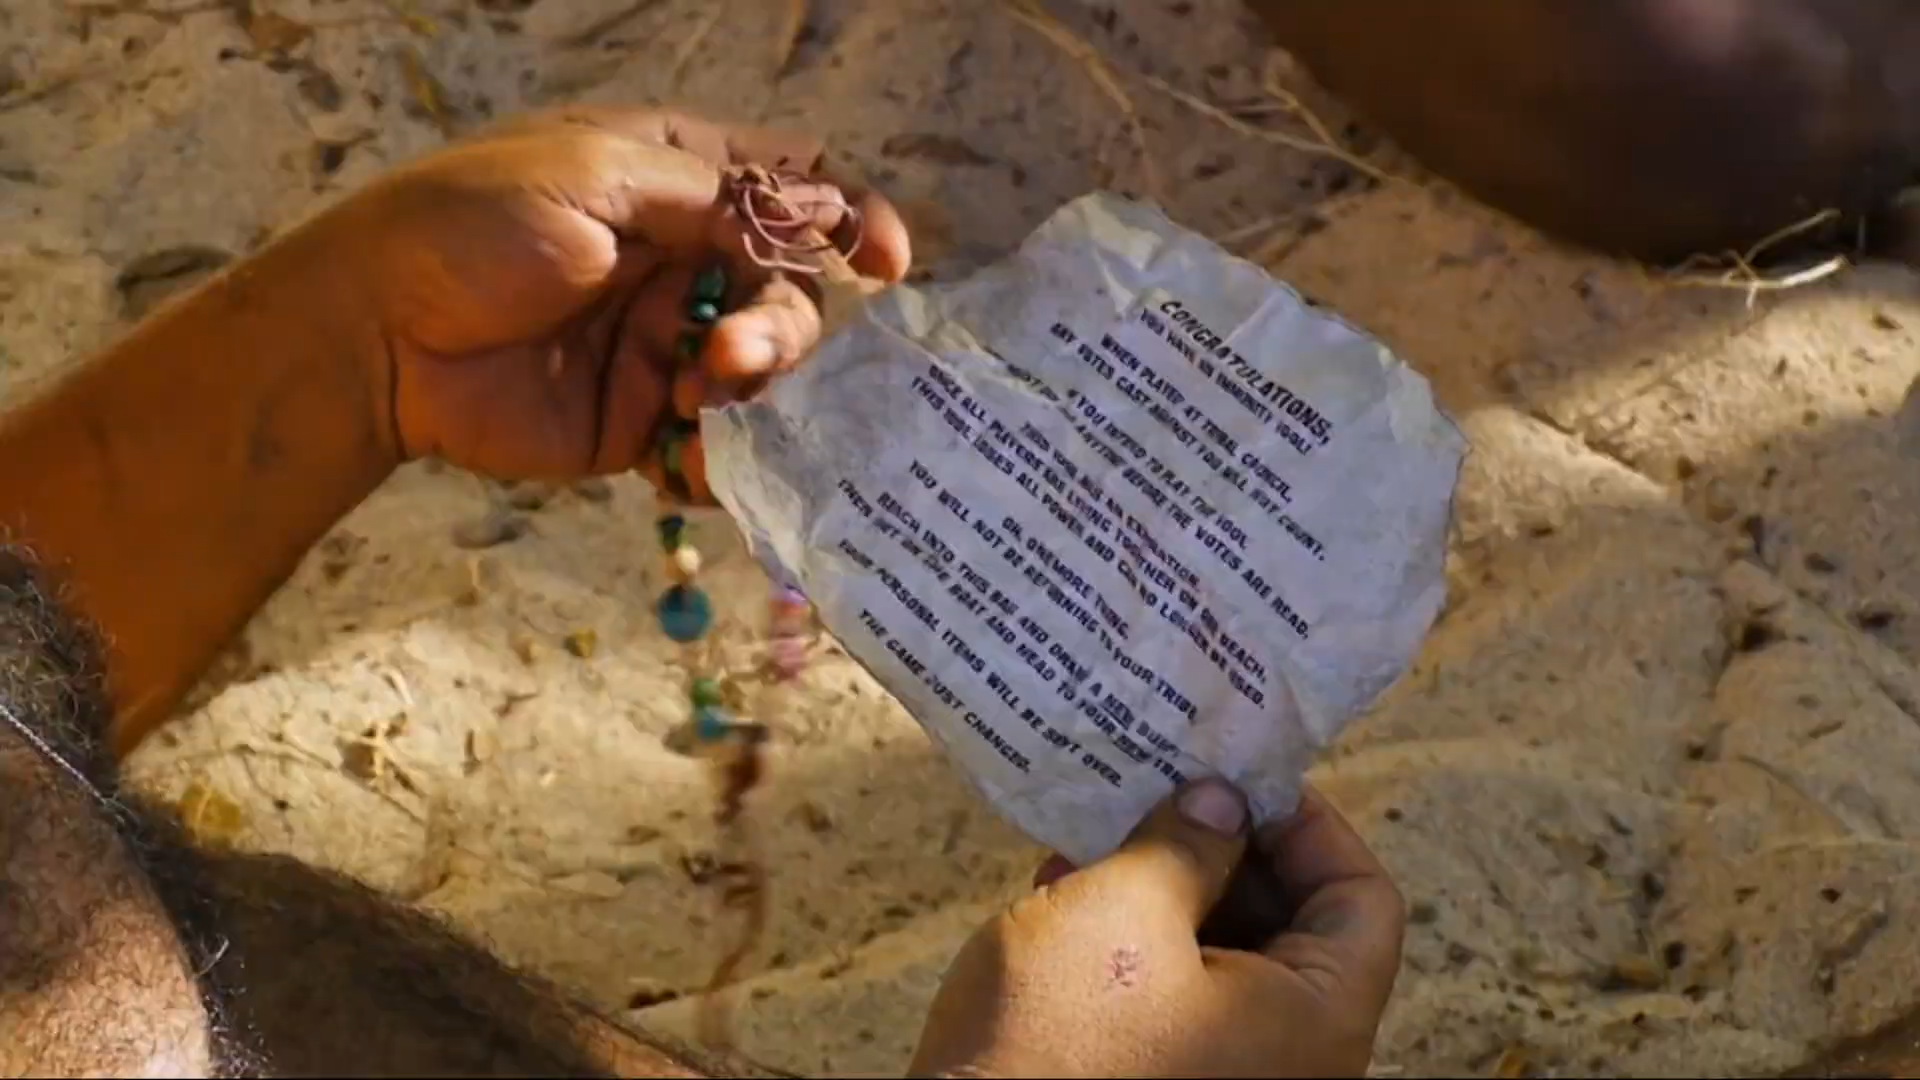 CONGRATULATIONS,
YOU HAVE AN IMMUNITY IDOL!
WHEN PLAYED AT TRIBAL COUNCIL,
ANY VOTES CAST AGAINST YOU WILL NOT COUNT.
IF YOU INTEND TO PLAY THE IDOL,
MUST ANYTIME BEFORE THE VOTES ARE READ.
THIS IDOL HAS AN EXPIRATION.
ONCE ALL PLAYERS ARE LIVING TOGETHER ON ONE BEACH,
THIS IDOL LOSES ALL POWER AND CAN NO LONGER BE USED.
OH, ONE MORE THING.
YOU WILL NOT BE RETURNING TO YOUR TRIBE.
REACH INTO THIS BAG AND DRAW A NEW BUFF.
THEN GET IN THE BOAT AND HEAD TO YOUR NEW
YOUR PERSONAL ITEMS WILL BE SENT OVER.
THE GAME JUST CHANGED.